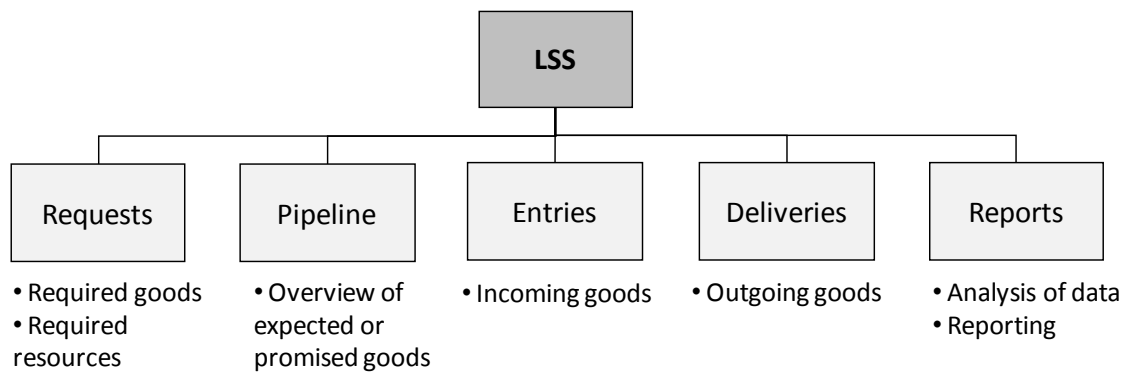 LSS
Requests
Pipeline
Entries
Deliveries
Reports
• Required goods
• Required
resources
• Overview of
expected or
promised goods
• Incoming goods
• Outgoing goods
• Analysis of data
• Reporting